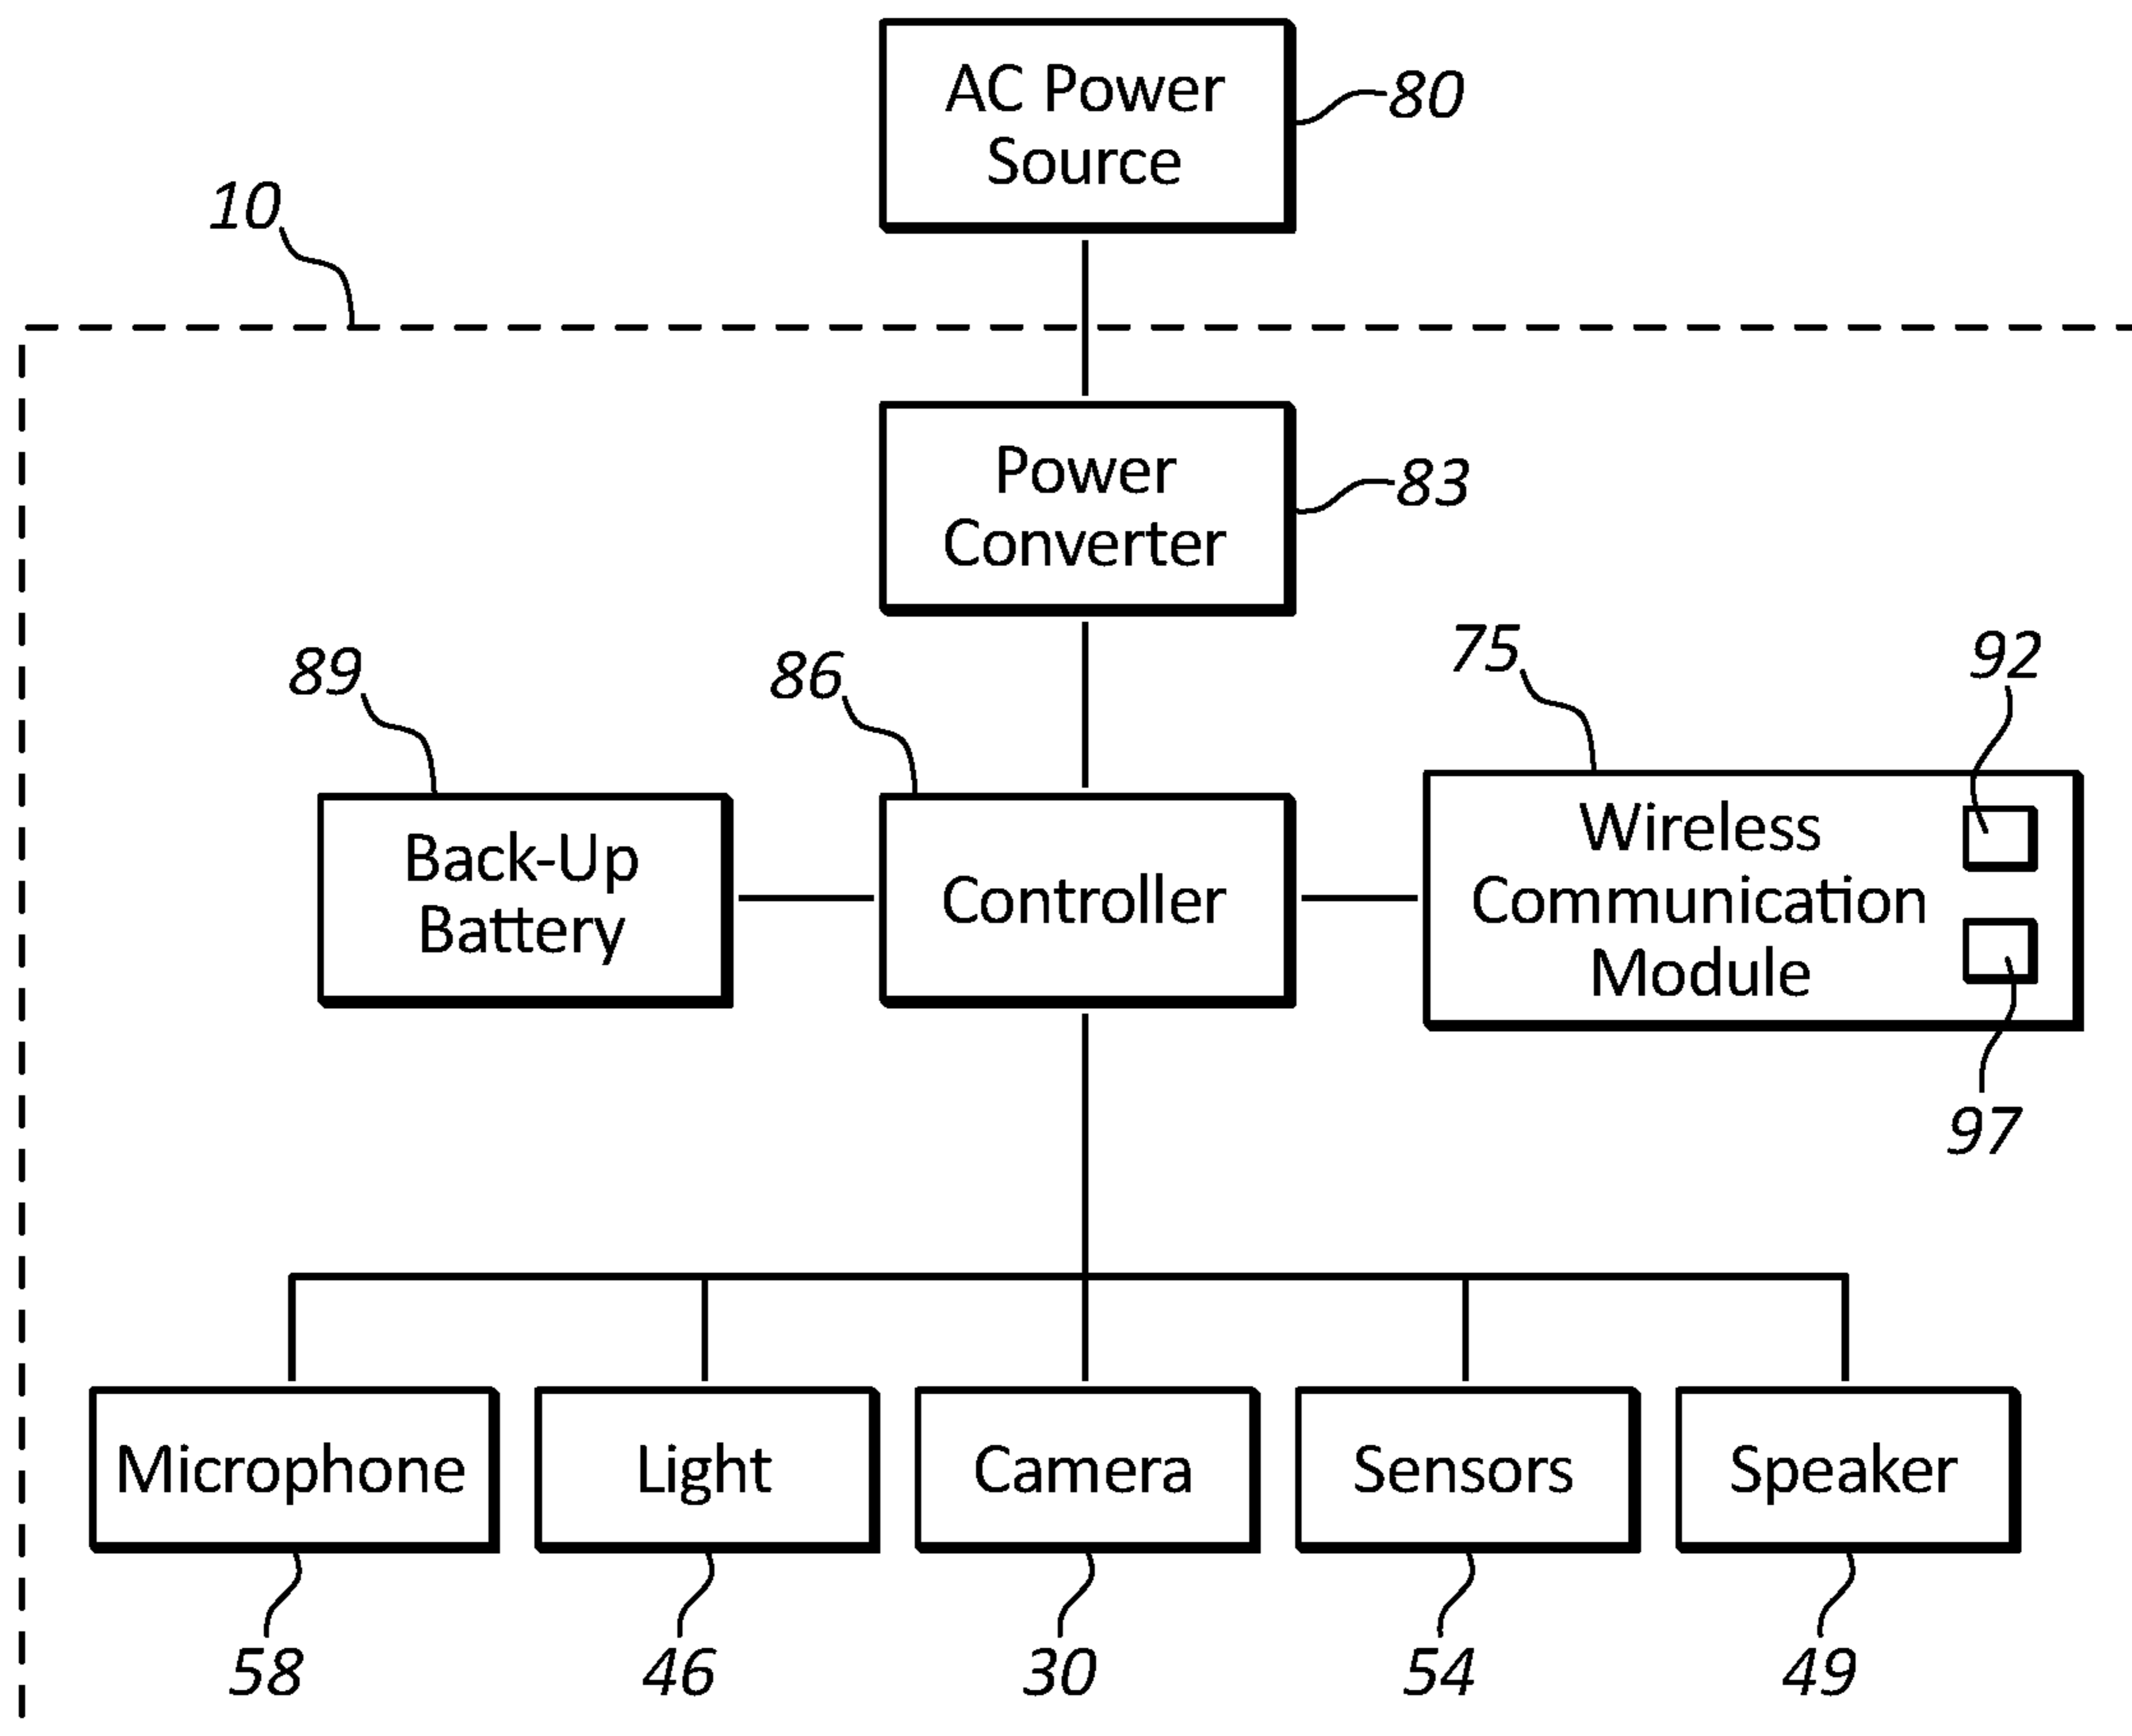 AC Power
Source
80
10
Power
Converter
83
89
86
75
92
Back-Up
Battery
Controller
Wireless
Communication
Module
97
Microphone
Light
Camera
Sensors
Speaker
58
46
30
54
49